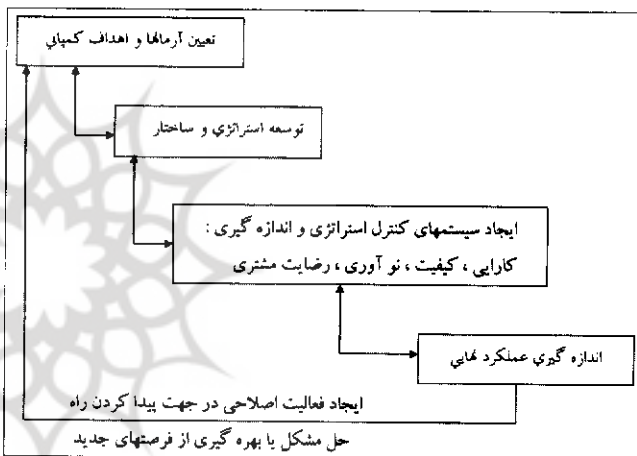 تعیین آرمانها و اهداف کمپانی
توسعه استراتژی و ساختار
ایجاد سیستمهای کنترل استراتژی و اندازه گیری :
کارایی ، کیفیت ، نو آوری ، رضایت مشتری
اندازه گیری عملکرد نهایی
ایجاد فعالیت اصلاحی در جهت پیدا کردن راه
حل مشکل یا بهره گیری از فرصتهای جدید